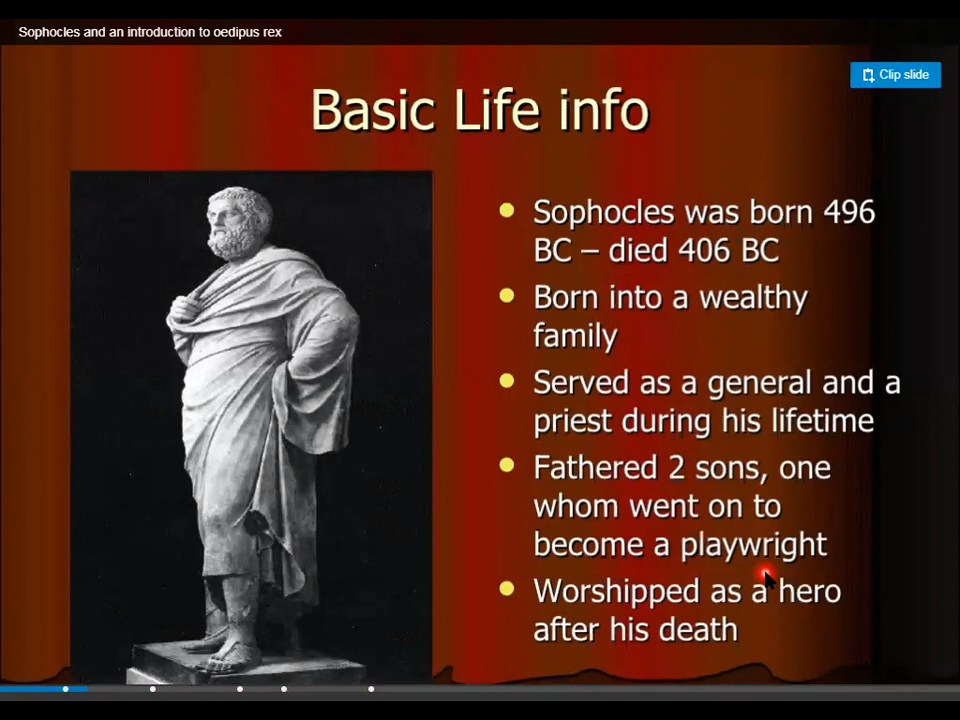 Sophocles and an introduction to oedipus rex
Clip slide
Basic Life info
Sophocles was born 496
BC – died 406 BC
Born into a wealthy
family
Served as a general and a
priest during his lifetime
Fathered 2 sons, one
whom went on to
become a playwright
Worshipped as a hero
after his death